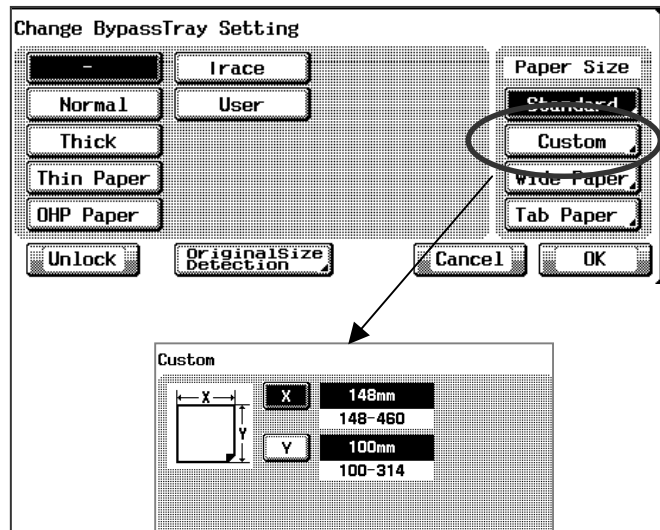 Change BypassTray Setting
-
Trace
Paper Size
Normal
User
Standard
Thick
Custom
Thin Paper
Wide Paper
OHP Paper
Tab Paper
Unlock
OriginalSize
Detection
Cancel
OK
Custom
X
X
148mm
148-460
Y
Y
100mm
100-314